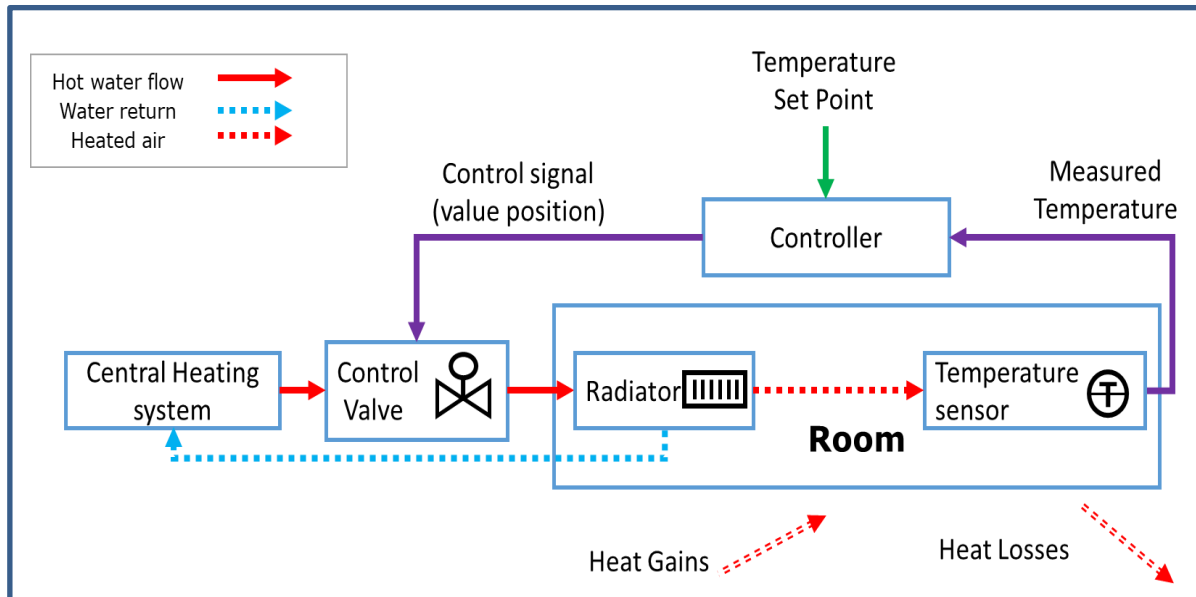 Hot water flow
Water return
Heated air
Temperature
Set Point
Control signal
(value position)
Measured
Temperature
Controller
Central Heating
system
Control
Valve
Radiator
Temperature
sensor
T
Room
Heat Gains
Heat Losses